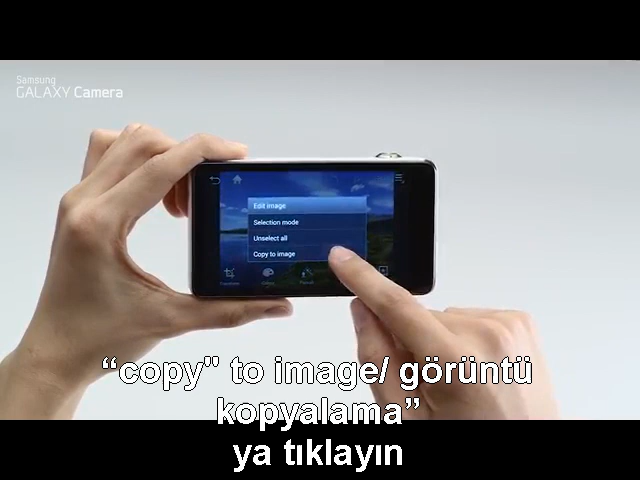 Samsung
GALAXY Camera
Edit image
Selection mode
Unselect all
Copy to image
“copy" to image/ görüntü
kopyalama”
ya tıklayın